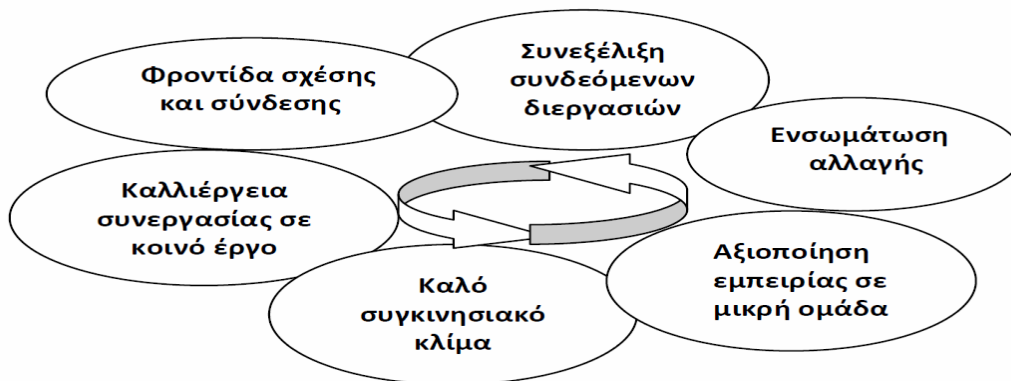 Φροντίδα σχέσης
και σύνδεσης
Συνεξέλιξη
συνδεόμενων
διεργασιών
Ενσωμάτωση
αλλαγής
Καλλιέργεια
συνεργασίας σε
κοινό έργο
Καλό
συγκινησιακό
κλίμα
Αξιοποίηση
εμπειρίας σε
μικρή ομάδα